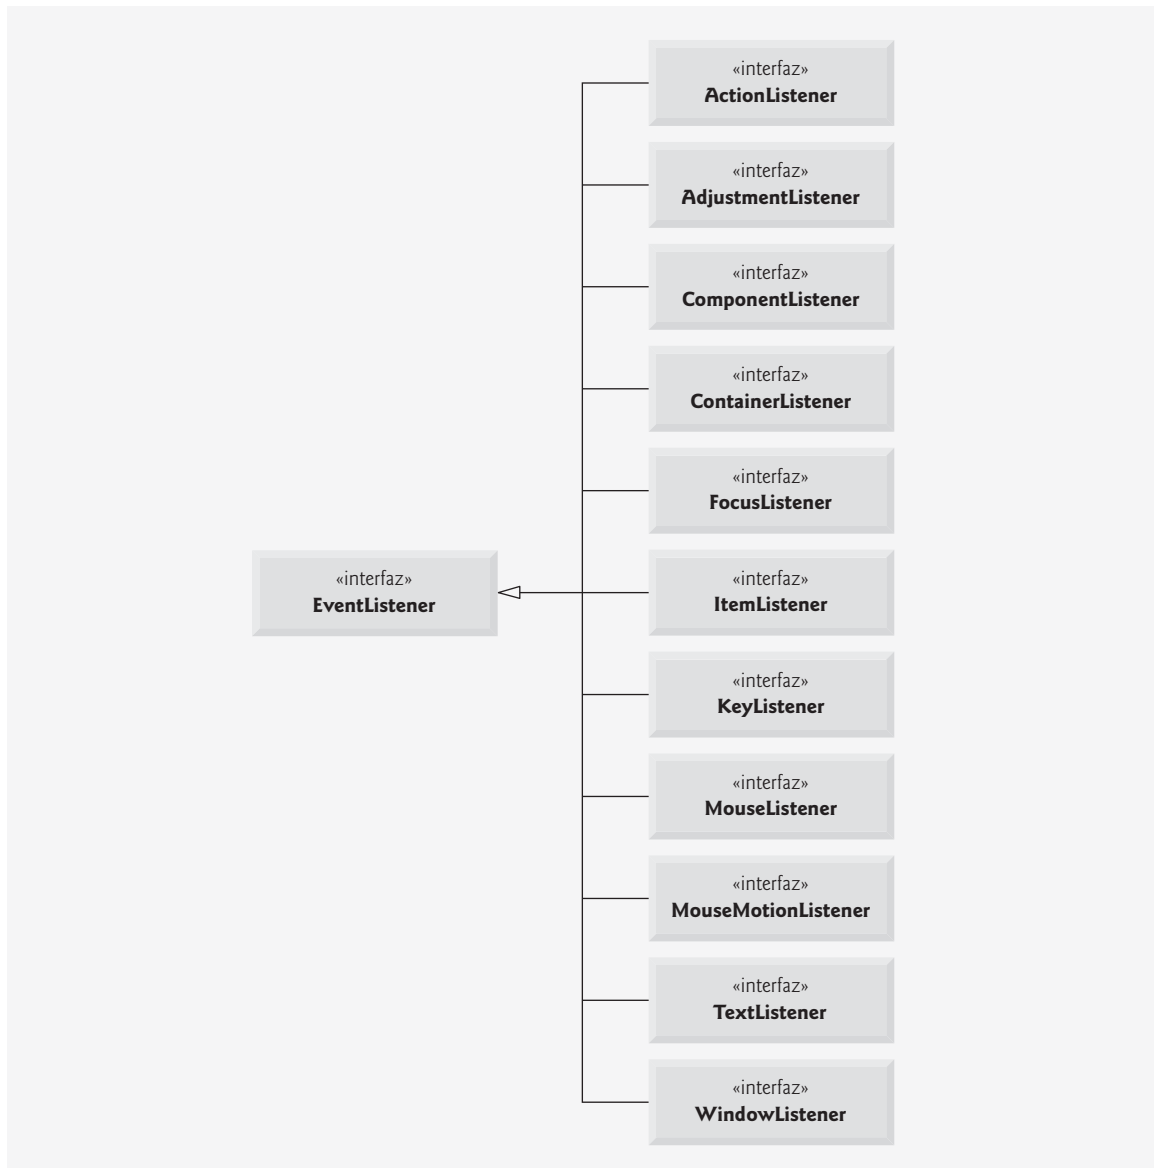 «interfaz»
ActionListener
«interfaz»
AdjustmentListener
«interfaz»
ComponentListener
«interfaz»
ContainerListener
«interfaz»
FocusListener
«interfaz»
EventListener
«interfaz»
ItemListener
«interfaz»
KeyListener
«interfaz»
MouseListener
«interfaz»
MouseMotionListener
«interfaz»
TextListener
«interfaz»
WindowListener